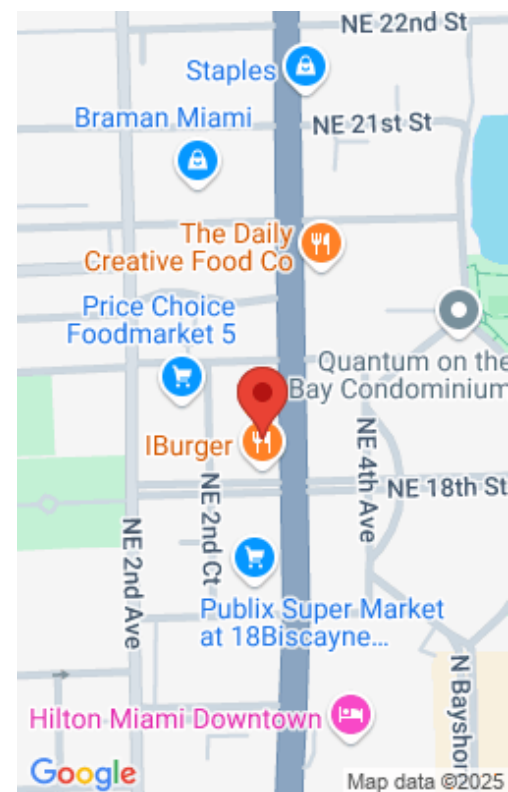 NE 22nd St
Staples
Braman Miami
NE 21st St
The Daily
Creative Food Co
Price Choice
Foodmarket 5
Quantum on the
Bay Condominium
IBurger
NE 4th Ave
NE 18th St
NE 2nd Ct
NE 2nd Ave
Publix Super Market
at 18Biscayne...
N Bayshor
Hilton Miami Downtown
Google
Map data ©2025